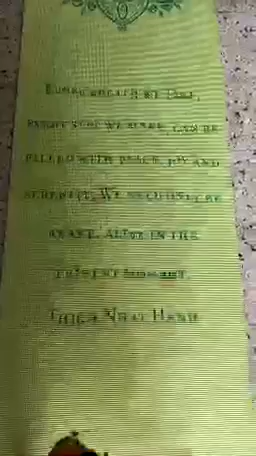 EVERY BREATH WE TAKE,
EVERY STEP WE MAKE, CAN BE
FILLED WITH PEACE, JOY AND
SERENITY. WE NEED ONLY BE
AWAKE, ALIVE IN THE
PRESENT MOMENT.
THICH NHAT HANH